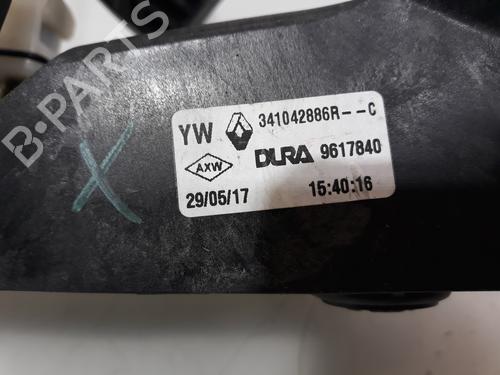 B-PARTS
YW 341042886R--C
AXW DURA 9617840
29/05/17 15:40:16
X